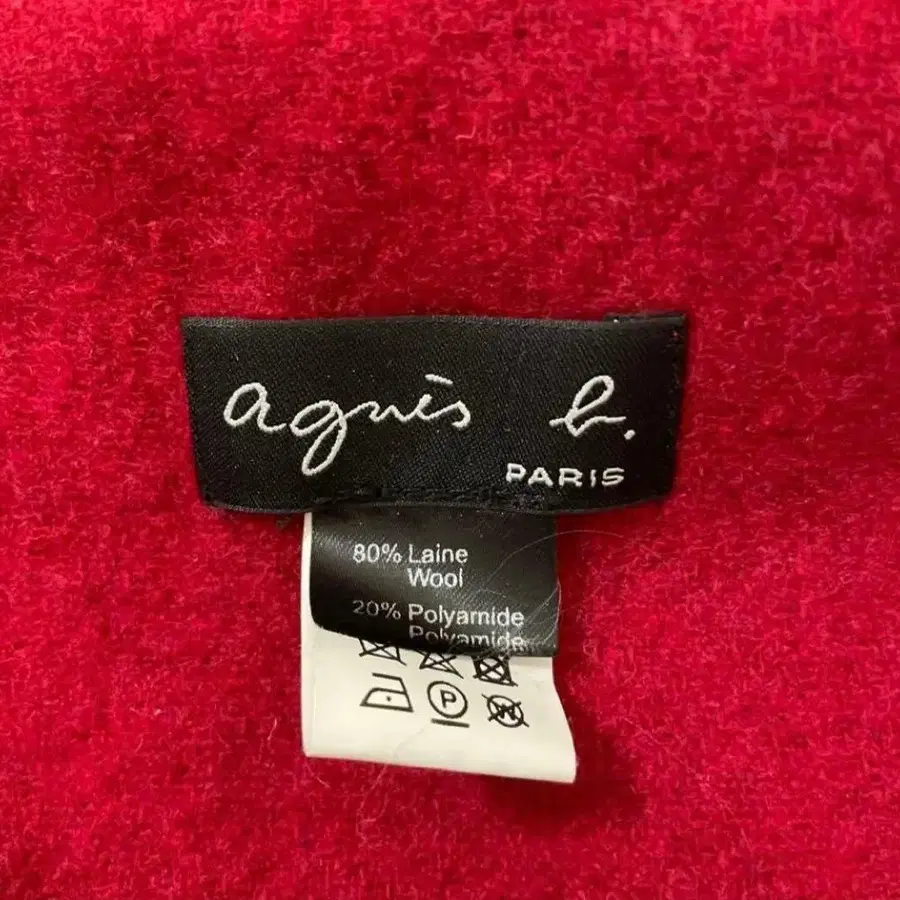 agnès b.
PARIS
80% Laine
Wool
20% Polyamide
Polyamide
P
W